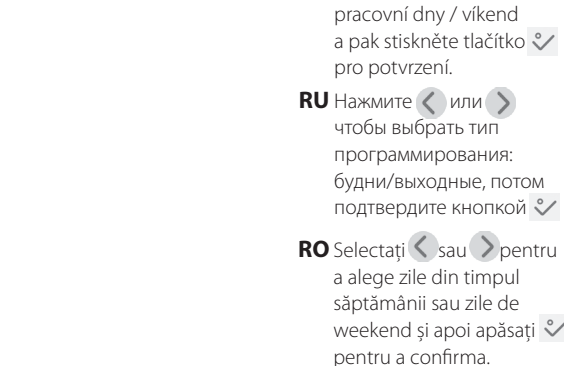 pracovní dny / víkend
a pak stiskněte tlačítko
pro potvrzení.
RU Нажмите или
чтобы выбрать тип
программирования:
будни/выходные, потом
подтвердите кнопкой
RO Selectați sau pentru
a alege zile din timpul
săptămânii sau zile de
weekend și apoi apăsați
pentru a confirma.